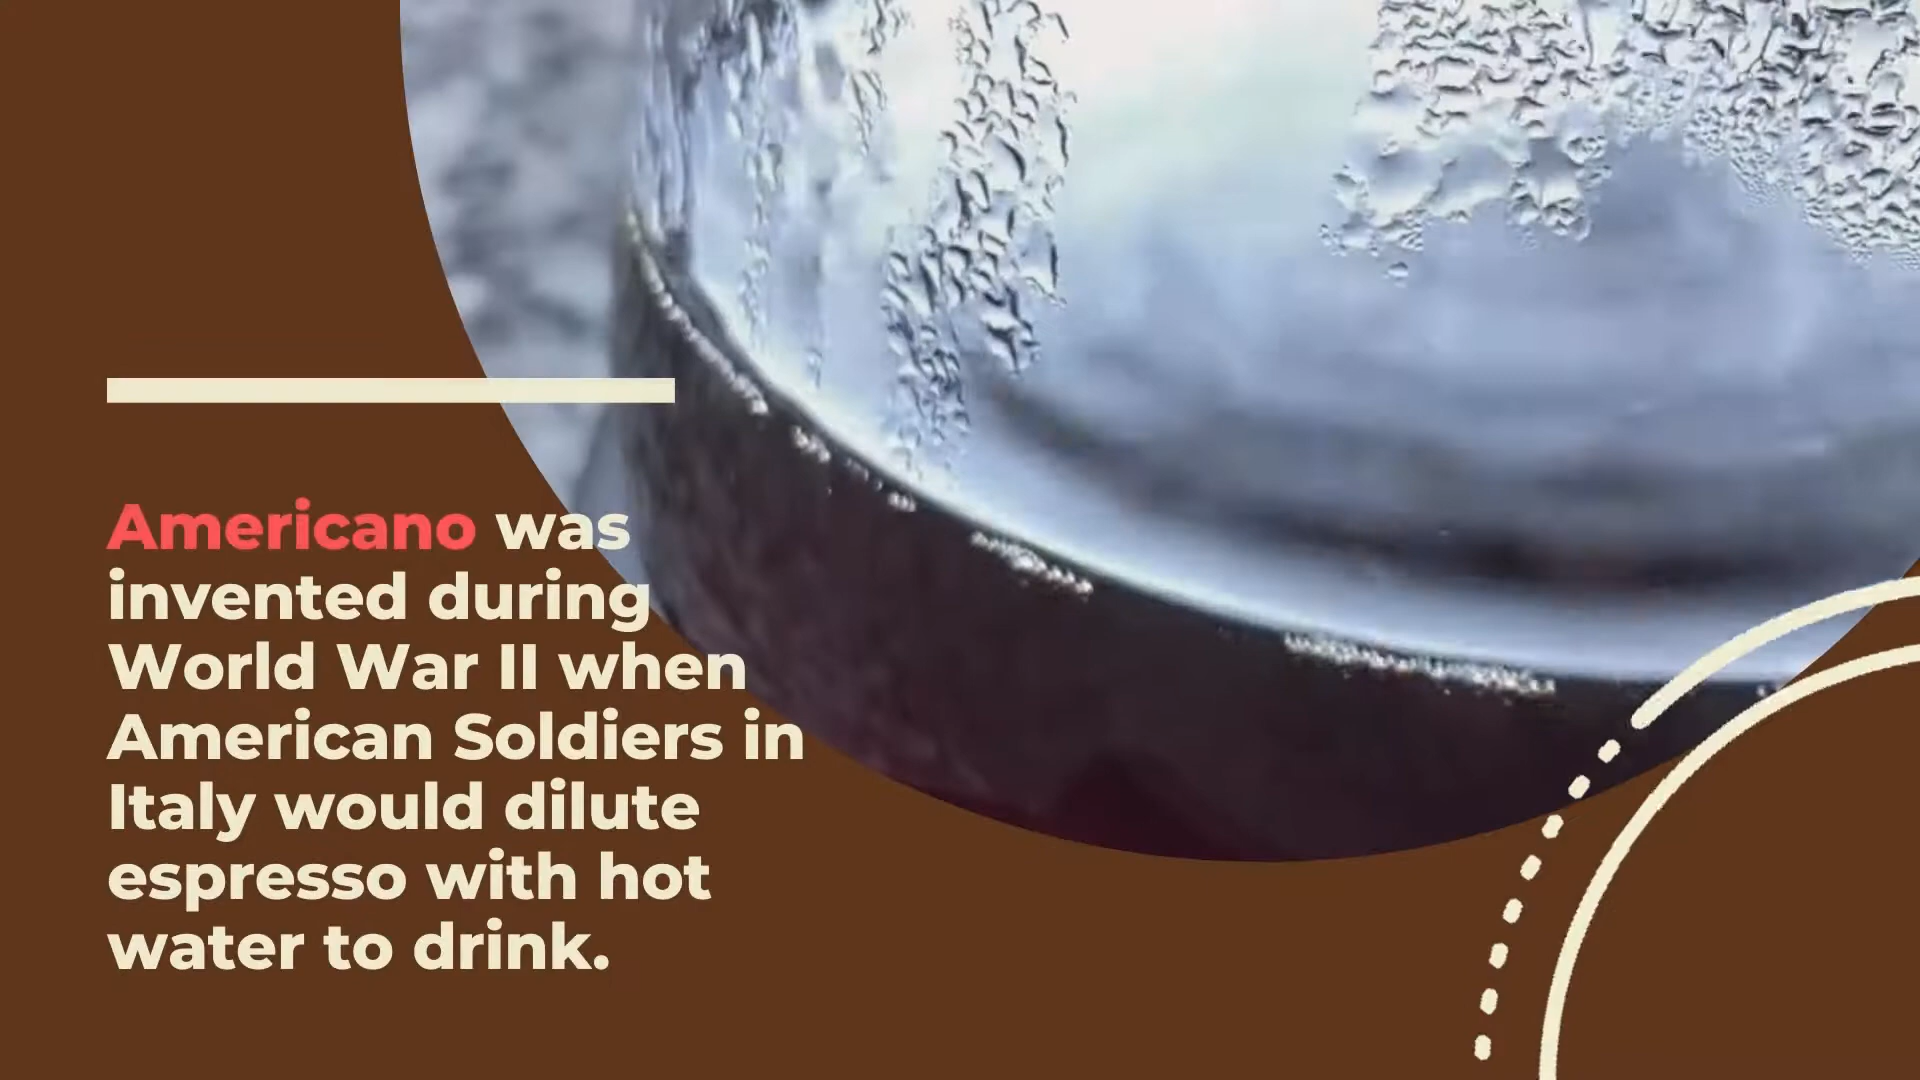 Americano was
invented during
World War II when
American Soldiers in
Italy would dilute
espresso with hot
water to drink.